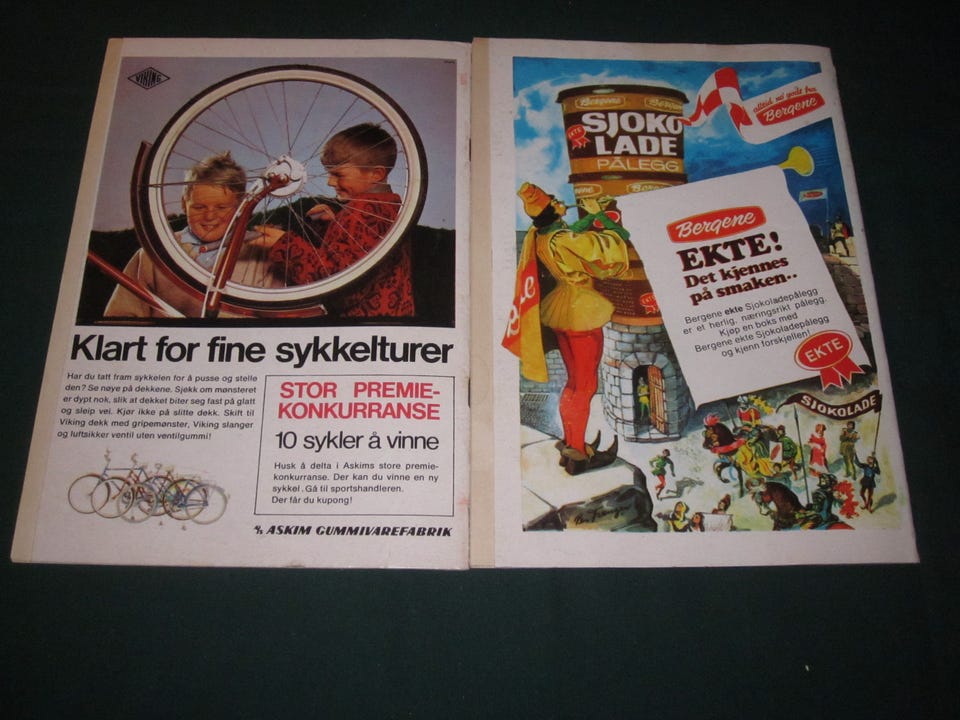 VIKING
Klart for fine sykkelturer
Har du tatt fram sykkelen for å pusse og stelle
den? Se nøye på dekkene. Sjekk om mønsteret
er dypt nok, slik at dekket biter seg fast på glatt
og sleip vei. Kjør ikke på slitte dekk. Skift til
Viking dekk med gripemønster, Viking slanger
og luftsikker ventil uten ventilgummi!
STOR PREMIE-
KONKURRANSE
10 sykler å vinne
Husk å delta i Askims store premie-
konkurranse. Der kan du vinne en ny
sykkel. Gå til sportshandleren.
Der får du kupong!
A/S ASKIM GUMMIVAREFABRIK
alltid no' godt fra
Bergene
Bergene
EKTE
SJOKO
LADE
PÅLEGG
Bergene
EKTE!
Det kjennes
på smaken..
Bergene ekte Sjokoladepålegg
er et herlig, næringsrikt pålegg.
Kjøp en boks med
Bergene ekte Sjokoladepålegg
og kjenn forskjellen!
EKTE
SJOKOLADE